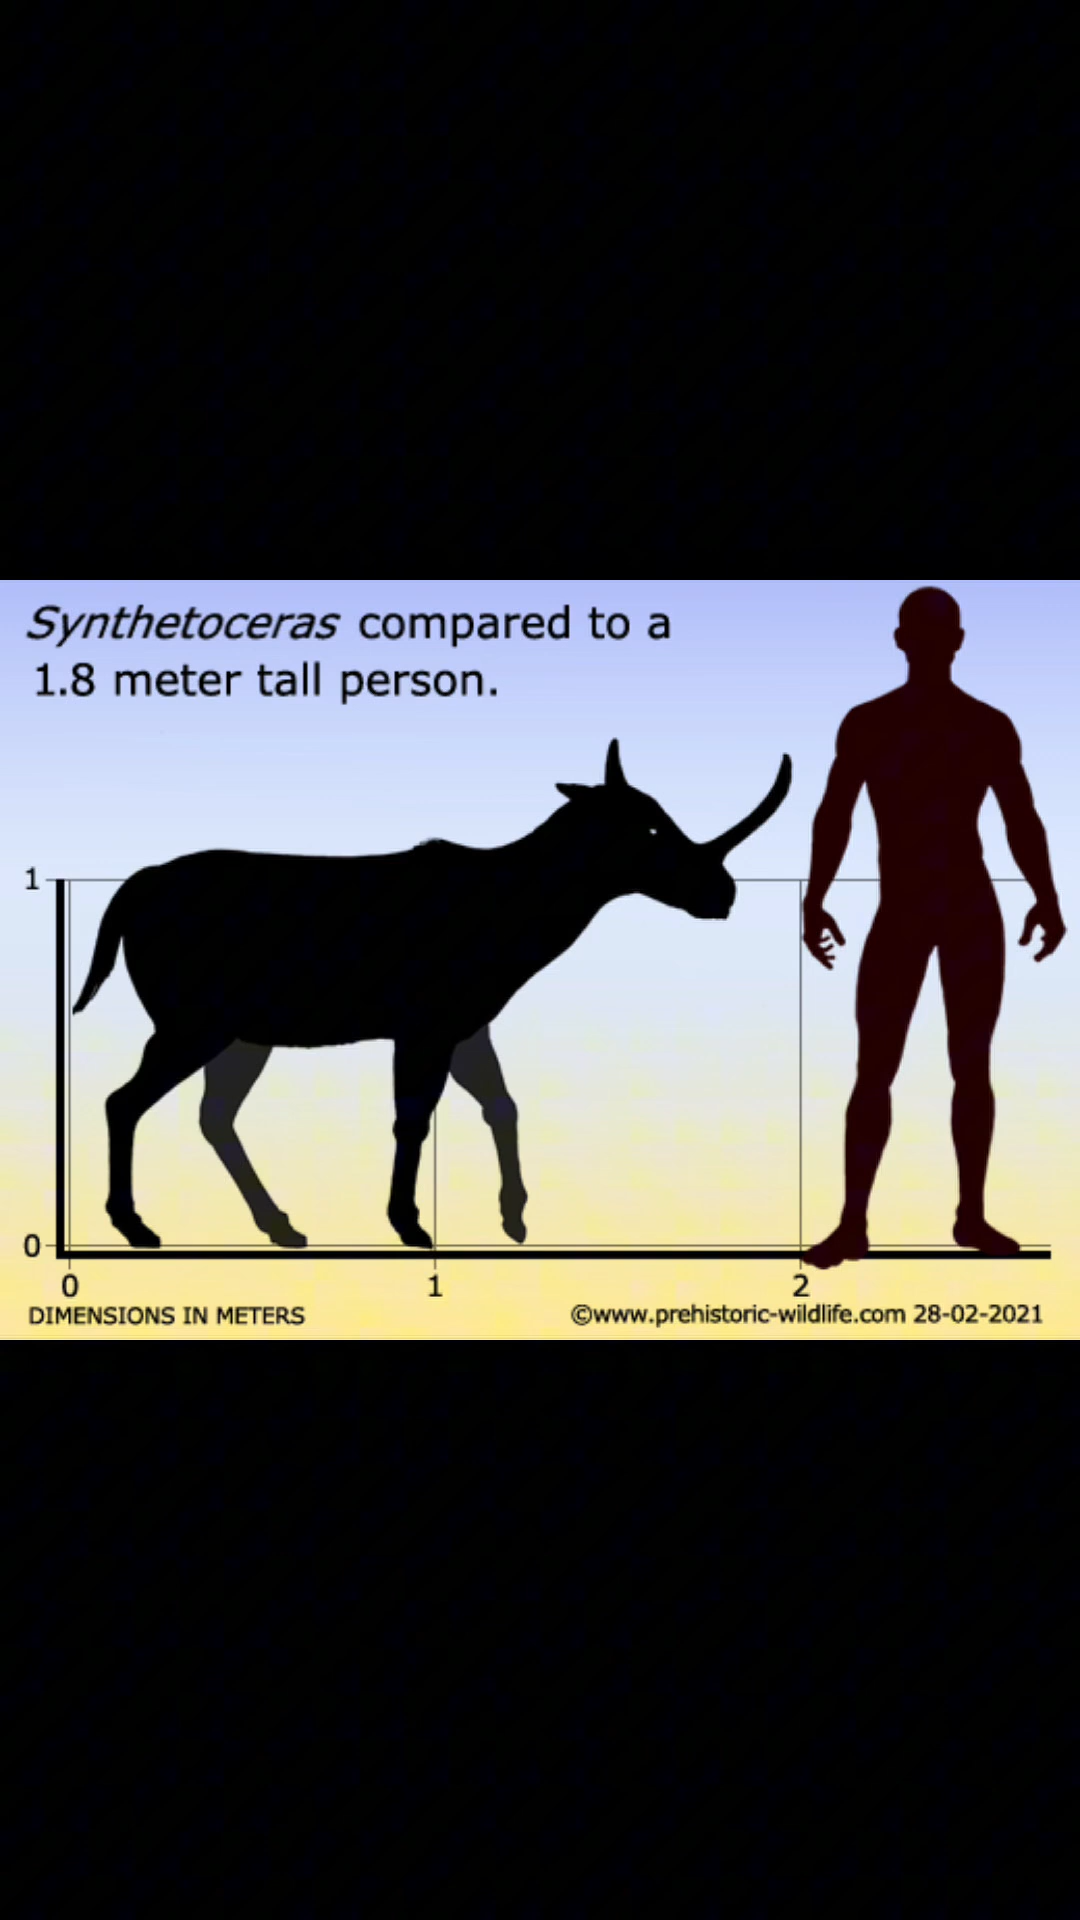 Synthetoceras compared to a
1.8 meter tall person.
1
0
0 1 2
DIMENSIONS IN METERS ©www.prehistoric-wildlife.com 28-02-2021